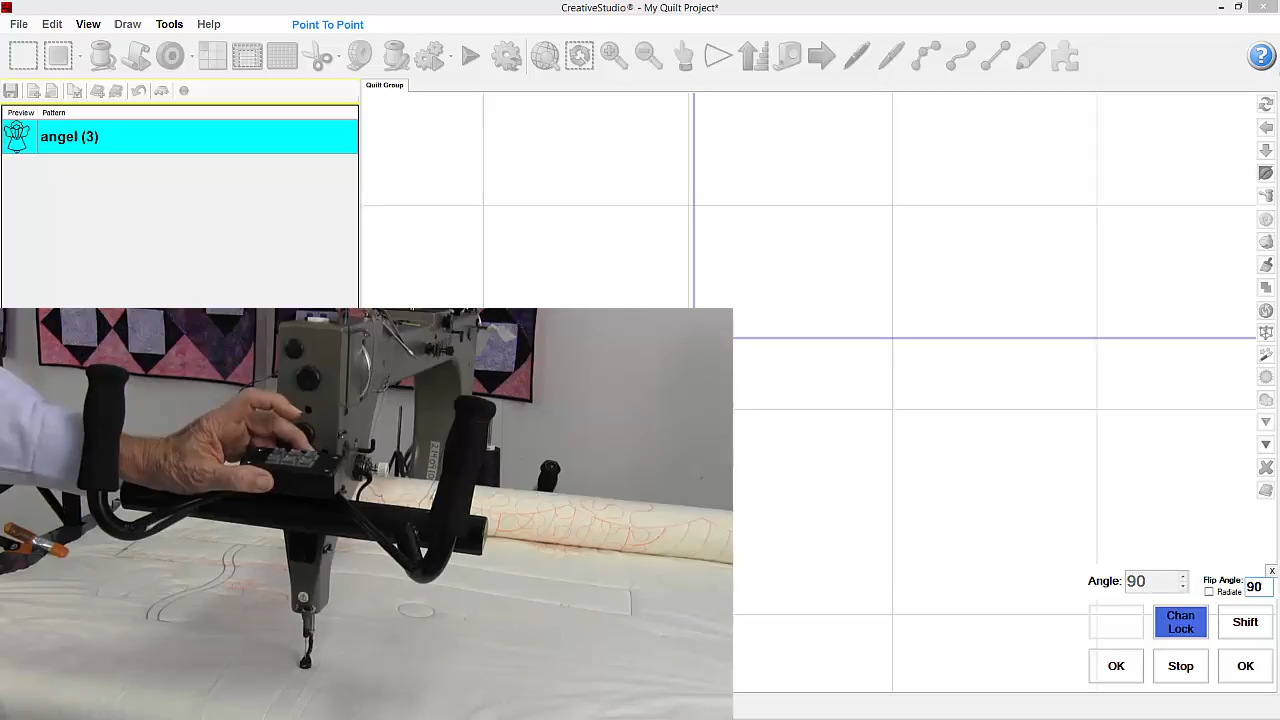 CreativeStudio® - My Quilt Project*
File Edit View Draw Tools Help Point To Point
Quilt Group
Preview Pattern
angel (3)
Angle: 90 Flip Angle: 90
Radiate
Chan Lock
Shift
OK Stop OK